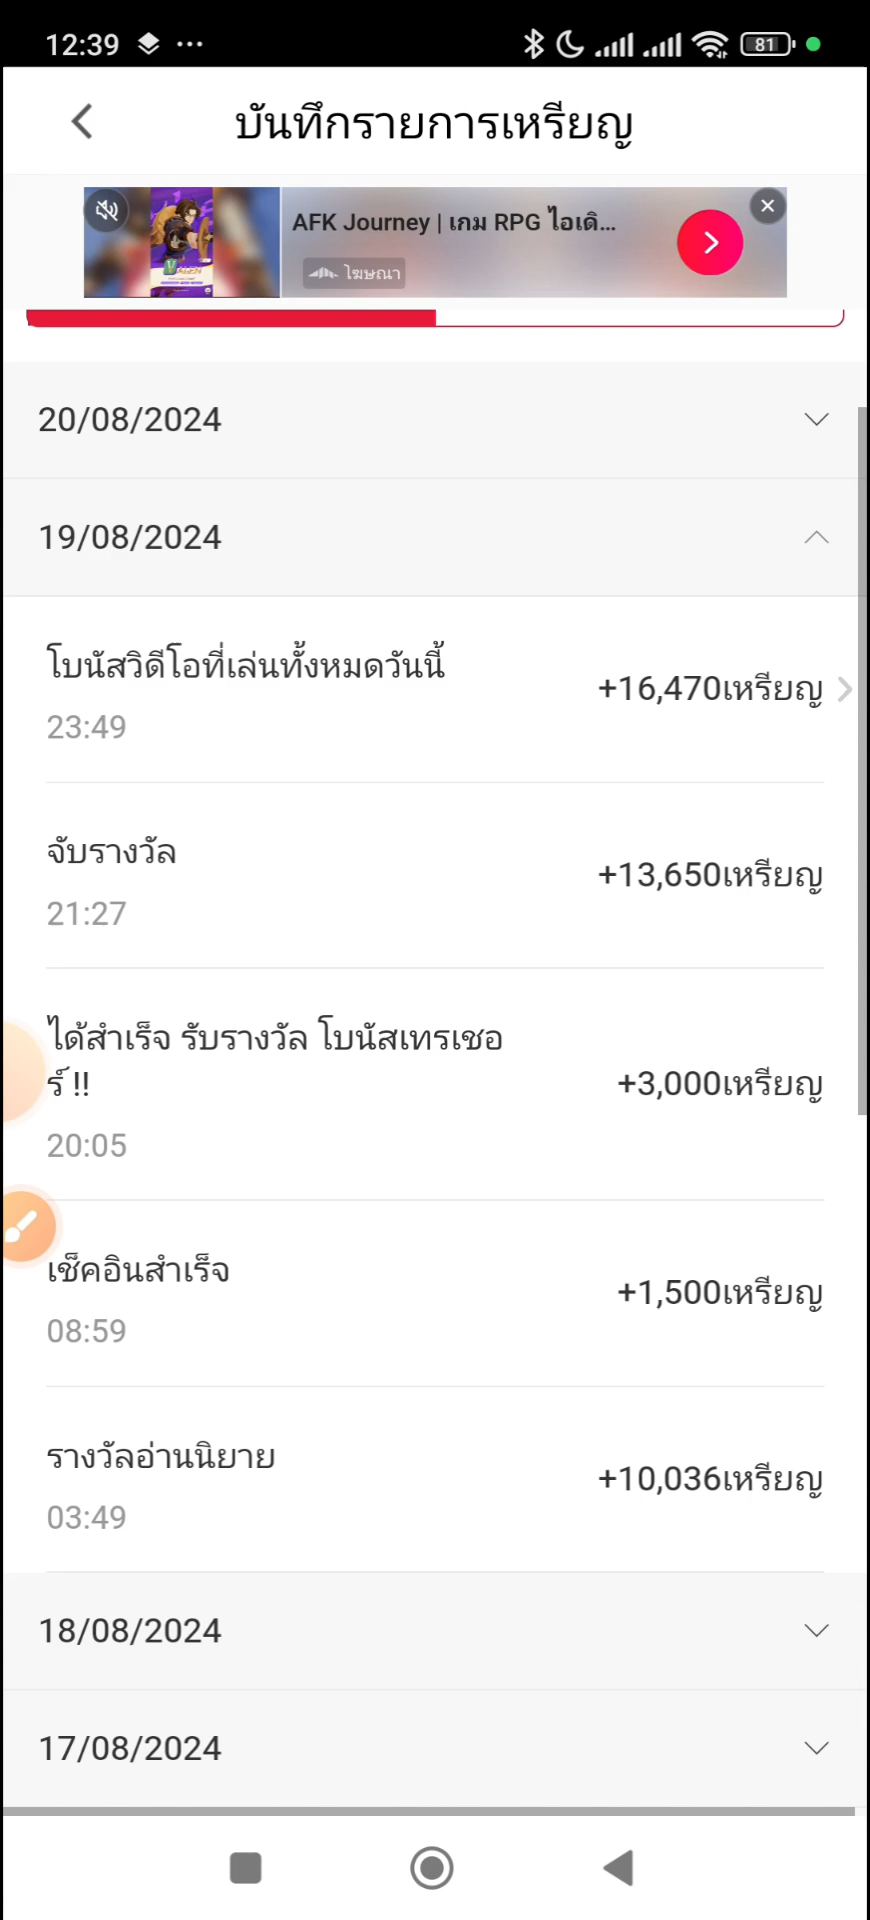 12:39
81
บันทึกรายการเหรียญ
AFK Journey | เกม RPG ไอเดิ...
โฆษณา
20/08/2024
19/08/2024
โบนัสวิดีโอที่เล่นทั้งหมดวันนี้
+16,470เหรียญ
23:49
จับรางวัล
+13,650เหรียญ
21:27
ได้สำเร็จ รับรางวัล โบนัสเทรเชอ
ร์ !!
+3,000เหรียญ
20:05
เช็คอินสำเร็จ
+1,500เหรียญ
08:59
รางวัลอ่านนิยาย
+10,036เหรียญ
03:49
18/08/2024
17/08/2024